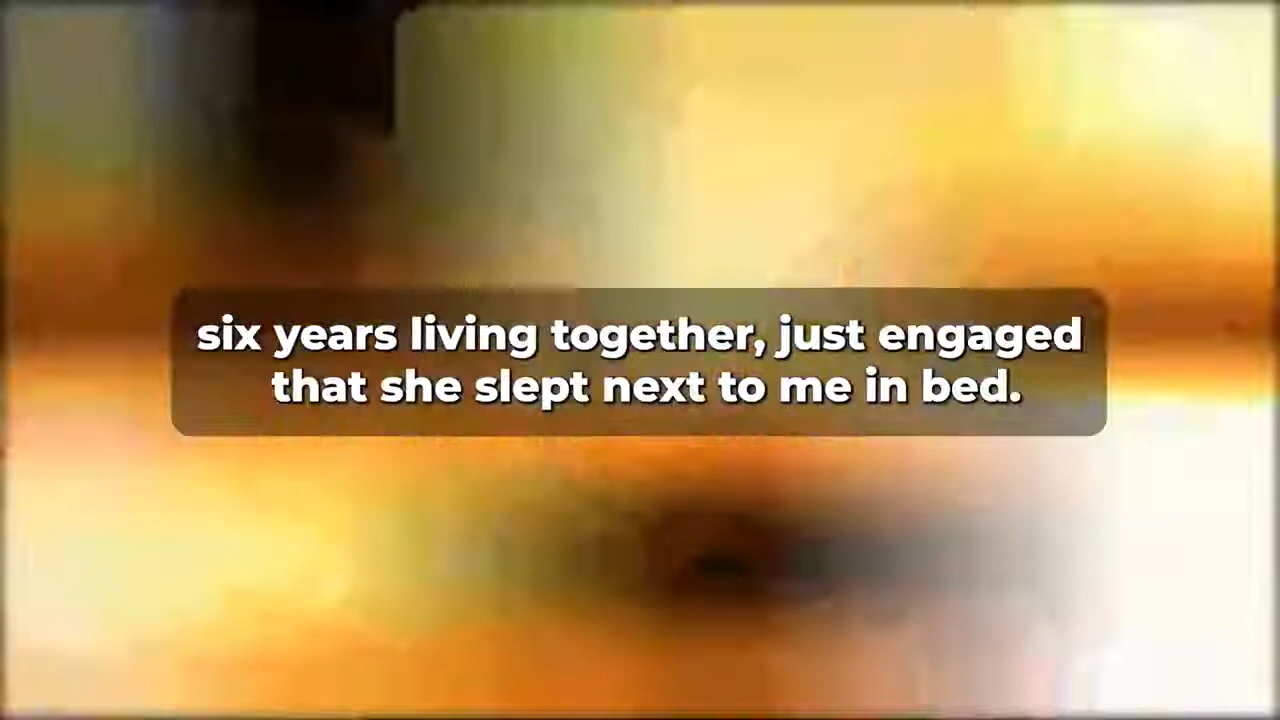 six years living together, just engaged
that she slept next to me in bed.